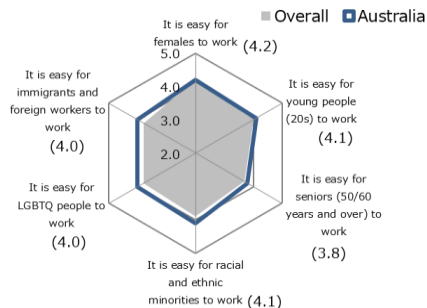 Overall Australia
It is easy for
females to work (4.2)
5.0
4.0
3.0
2.0
It is easy for
young people
(20s) to work
(4.1)
It is easy for
seniors (50/60
years and over) to
work
(3.8)
It is easy for racial
and ethnic
minorities to work (4.1)
It is easy for
LGBTQ people to
work
(4.0)
It is easy for
immigrants and
foreign workers to
work
(4.0)